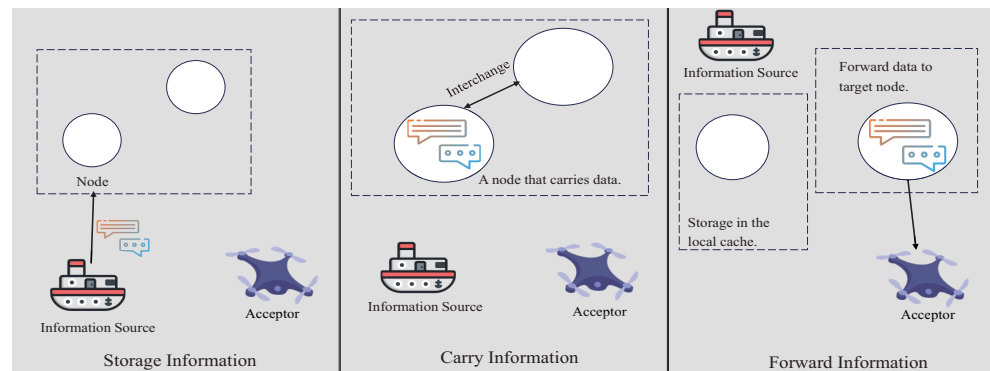 Node
Information Source
Acceptor
Storage Information
Interchange
A node that carries data.
Information Source
Acceptor
Carry Information
Information Source
Forward data to
target node.
Storage in the
local cache.
Acceptor
Forward Information